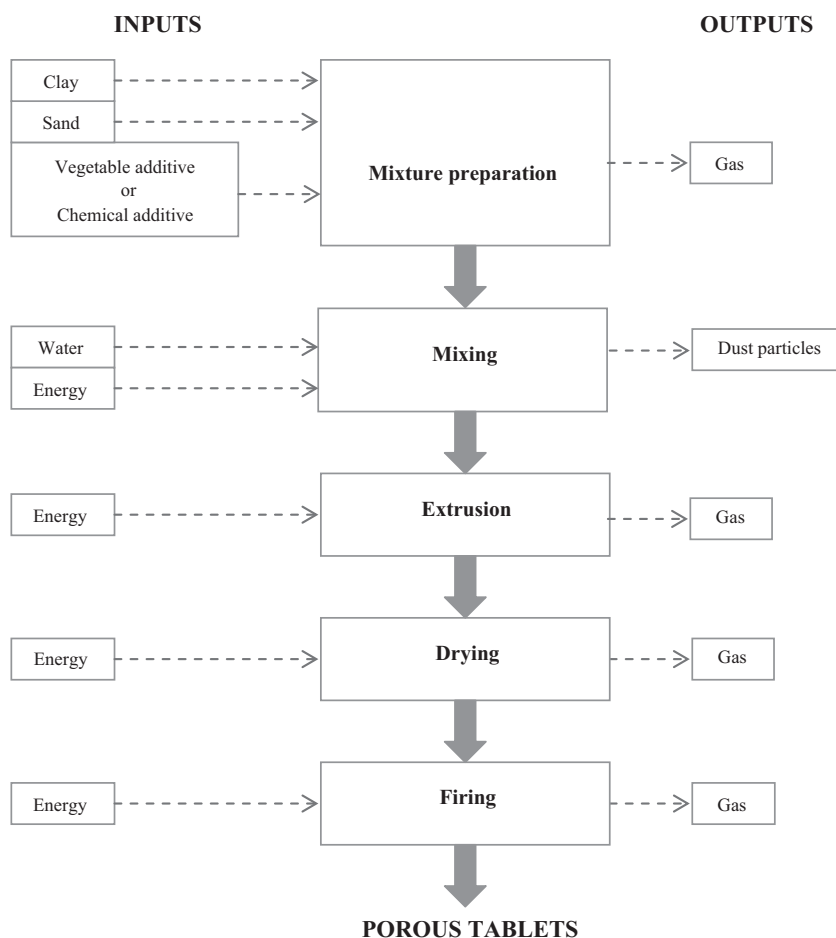 INPUTS
OUTPUTS
Clay
Sand
Vegetable additive
or
Chemical additive
Mixture preparation
Gas
Water
Energy
Mixing
Dust particles
Energy
Extrusion
Gas
Energy
Drying
Gas
Energy
Firing
Gas
POROUS TABLETS